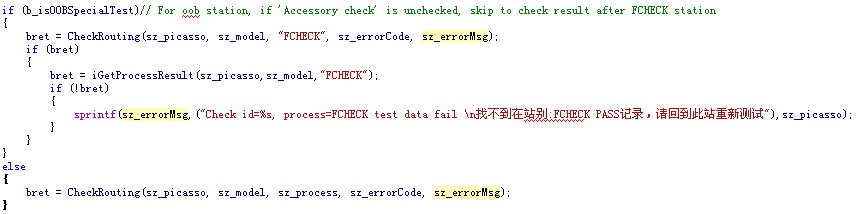 if (b_isOOBSpecialTest)// For oob station, if 'Accessory check' is unchecked, skip to check result after FCHECK station
{
bret = CheckRouting(sz_picasso, sz_model, "FCHECK", sz_errorCode, sz_errorMsg);
if (bret)
{
bret = iGetProcessResult(sz_picasso,sz_model,"FCHECK");
if (!bret)
{
sprintf(sz_errorMsg,("Check id=%s, process=FCHECK test data fail \n找不到在站别:FCHECK PASS记录，请回到此站重新测试"),sz_picasso);
}
}
}
else
{
bret = CheckRouting(sz_picasso, sz_model, sz_process, sz_errorCode, sz_errorMsg);
}